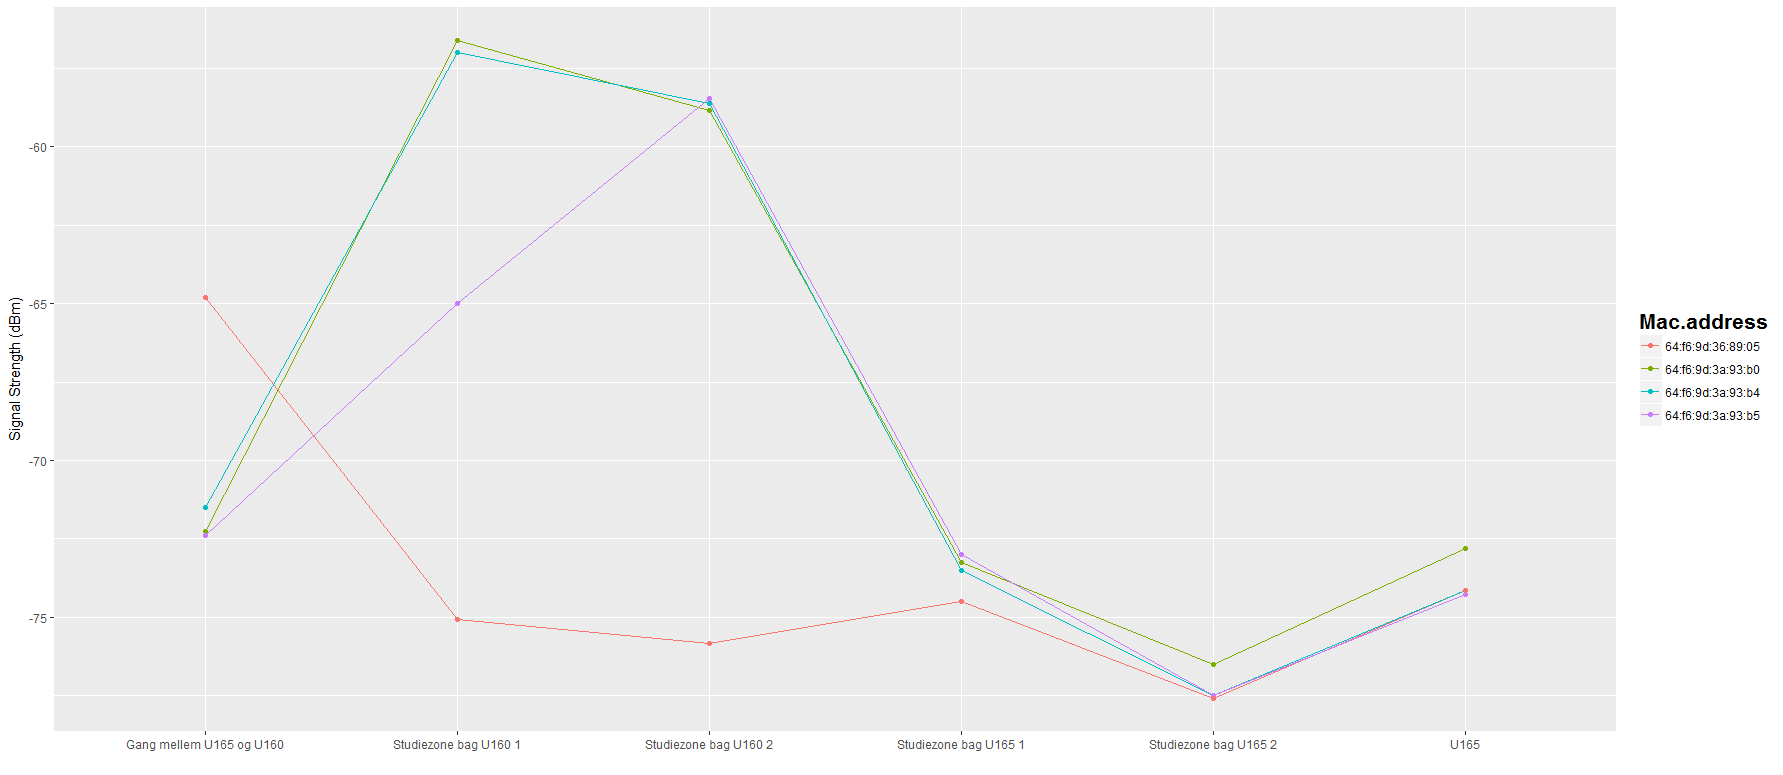 Signal Strength (dBm)
-60
-65
-70
-75
Gang mellem U165 og U160
Studiezone bag U160 1
Studiezone bag U160 2
Studiezone bag U165 1
Studiezone bag U165 2
U165
Mac.address
64:f6:9d:36:89:05
64:f6:9d:3a:93:b0
64:f6:9d:3a:93:b4
64:f6:9d:3a:93:b5